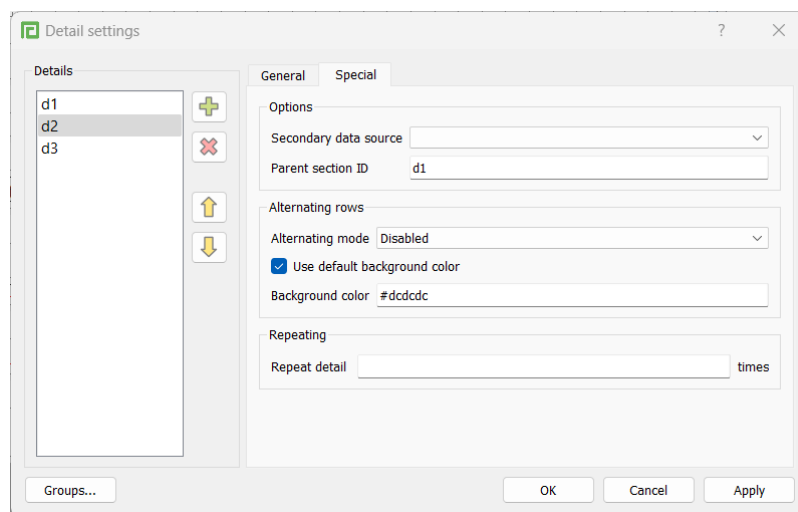 Detail settings
?
Details
d1
d2
d3
General
Special
Options
Secondary data source
Parent section ID d1
Alternating rows
Alternating mode Disabled
Use default background color
Background color #dcdcdc
Repeating
Repeat detail times
Groups... OK Cancel Apply